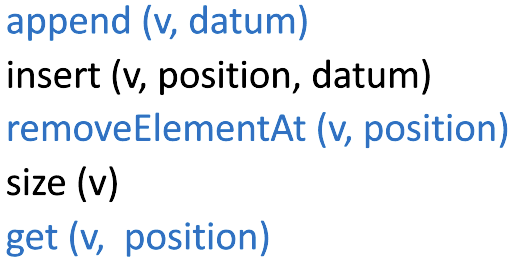 append (v, datum)
insert (v, position, datum)
removeElementAt (v, position)
size (v)
get (v,  position)